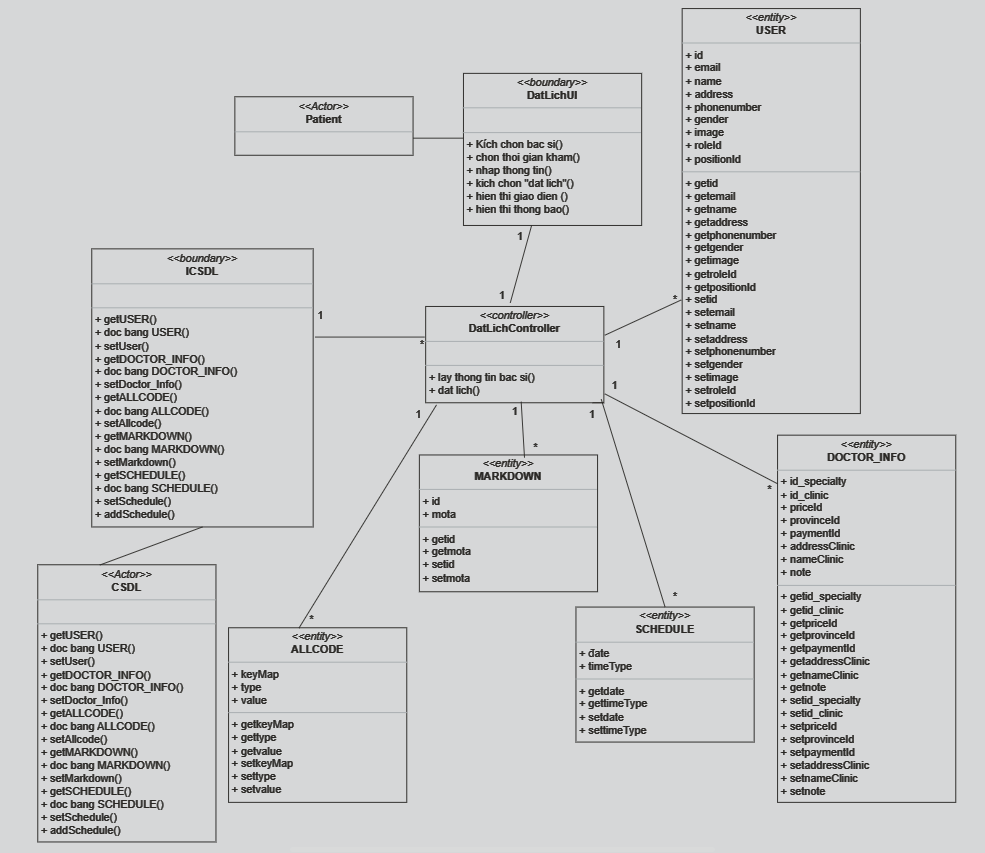 <<entity>>
USER
+ id
+ email
+ name
+ address
+ phonenumber
+ gender
+ image
+ roleId
+ positionId
+ getid
+ getemail
+ getname
+ getaddress
+ getphonenumber
+ getgender
+ getimage
+ getroleId
+ getpositionId
+ setid
+ setemail
+ setname
+ setaddress
+ setphonenumber
+ setgender
+ setimage
+ setroleId
+ setpositionId
<<boundary>>
DatLichUI
+ Kích chon bac si()
+ chon thoi gian kham()
+ nhap thong tin()
+ kich chon "dat lich"()
+ hien thi giao dien ()
+ hien thi thong bao()
<<Actor>>
Patient
1
1
*
1
<<boundary>>
ICSDL
+ getUSER()
+ doc bang USER()
+ setUser()
+ getDOCTOR_INFO()
+ doc bang DOCTOR_INFO()
+ setDoctor_Info()
+ getALLCODE()
+ doc bang ALLCODE()
+ setAllcode()
+ getMARKDOWN()
+ doc bang MARKDOWN()
+ setMarkdown()
+ getSCHEDULE()
+ doc bang SCHEDULE()
+ setSchedule()
+ addSchedule()
1
*
<<controller>>
DatLichController
+ lay thong tin bac si()
+ dat lich()
1
1
1
1
*
*
*
*
<<entity>>
MARKDOWN
+ id
+ mota
+ getid
+ getmota
+ setid
+ setmota
<<entity>>
DOCTOR_INFO
+ id_specialty
+ id_clinic
+ priceId
+ provinceId
+ paymentId
+ addressClinic
+ nameClinic
+ note
+ getid_specialty
+ getid_clinic
+ getpriceId
+ getprovinceId
+ getpaymentId
+ getaddressClinic
+ getnameClinic
+ getnote
+ setid_specialty
+ setid_clinic
+ setpriceId
+ setprovinceId
+ setpaymentId
+ setaddressClinic
+ setnameClinic
+ setnote
<<Actor>>
CSDL
+ getUSER()
+ doc bang USER()
+ setUser()
+ getDOCTOR_INFO()
+ doc bang DOCTOR_INFO()
+ setDoctor_Info()
+ getALLCODE()
+ doc bang ALLCODE()
+ setAllcode()
+ getMARKDOWN()
+ doc bang MARKDOWN()
+ setMarkdown()
+ getSCHEDULE()
+ doc bang SCHEDULE()
+ setSchedule()
+ addSchedule()
<<entity>>
ALLCODE
+ keyMap
+ type
+ value
+ getkeyMap
+ gettype
+ getvalue
+ setkeyMap
+ settype
+ setvalue
<<entity>>
SCHEDULE
+ date
+ timeType
+ getdate
+ gettimeType
+ setdate
+ settimeType